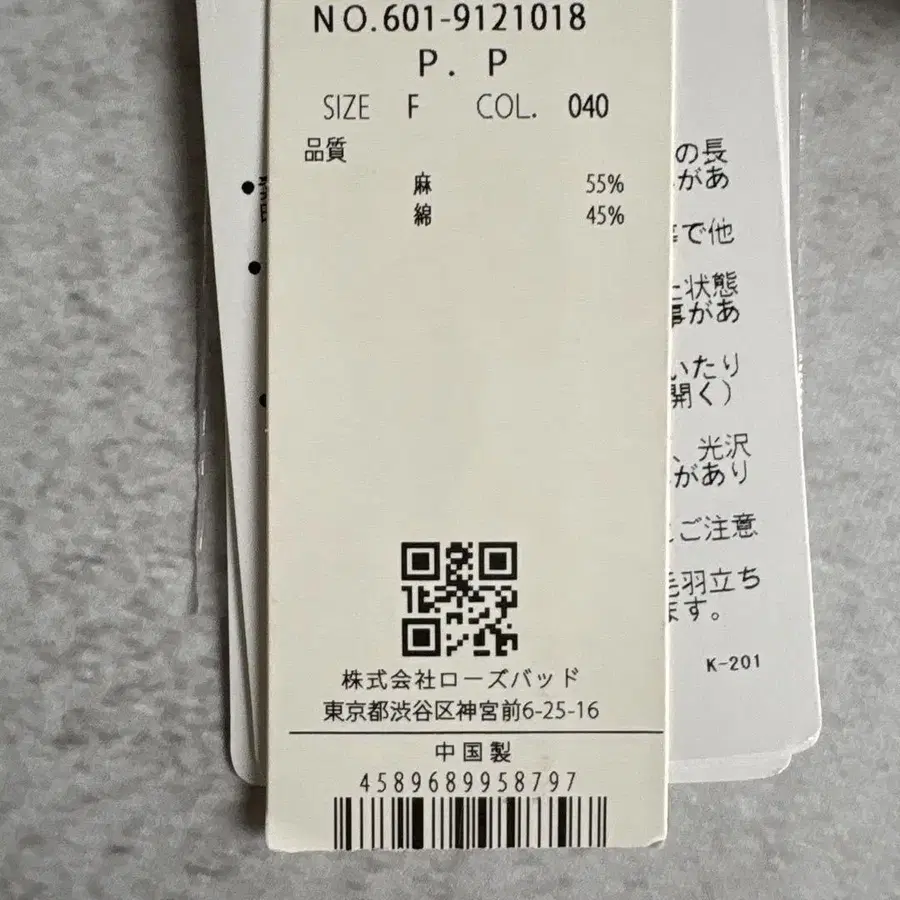 NO.601-9121018
P. P
SIZE F COL. 040
品質
麻 55%
綿 45%
株式会社ローズバッド
東京都渋谷区神宮前6-25-16
中国製
4589689958797
の長
があ
で他
状態
があ
いたり
開く)
、光沢
があり
ご注意
毛羽立ち
ます。
K-201